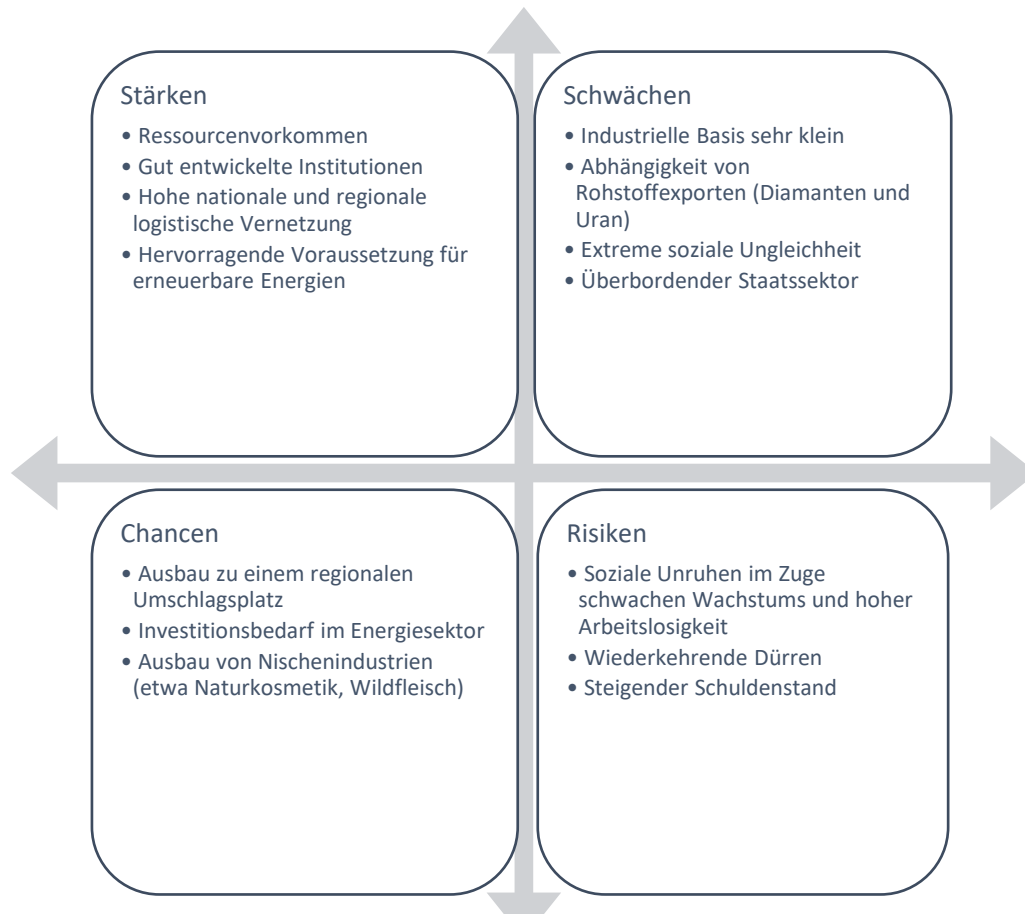 Stärken
• Ressourcenvorkommen
• Gut entwickelte Institutionen
• Hohe nationale und regionale
logistische Vernetzung
• Hervorragende Voraussetzung für
erneuerbare Energien
Schwächen
• Industrielle Basis sehr klein
• Abhängigkeit von
Rohstoffexporten (Diamanten und
Uran)
• Extreme soziale Ungleichheit
• Überbordender Staatssektor
Chancen
• Ausbau zu einem regionalen
Umschlagsplatz
• Investitionsbedarf im Energiesektor
• Ausbau von Nischenindustrien
(etwa Naturkosmetik, Wildfleisch)
Risiken
• Soziale Unruhen im Zuge
schwachen Wachstums und hoher
Arbeitslosigkeit
• Wiederkehrende Dürren
• Steigender Schuldenstand